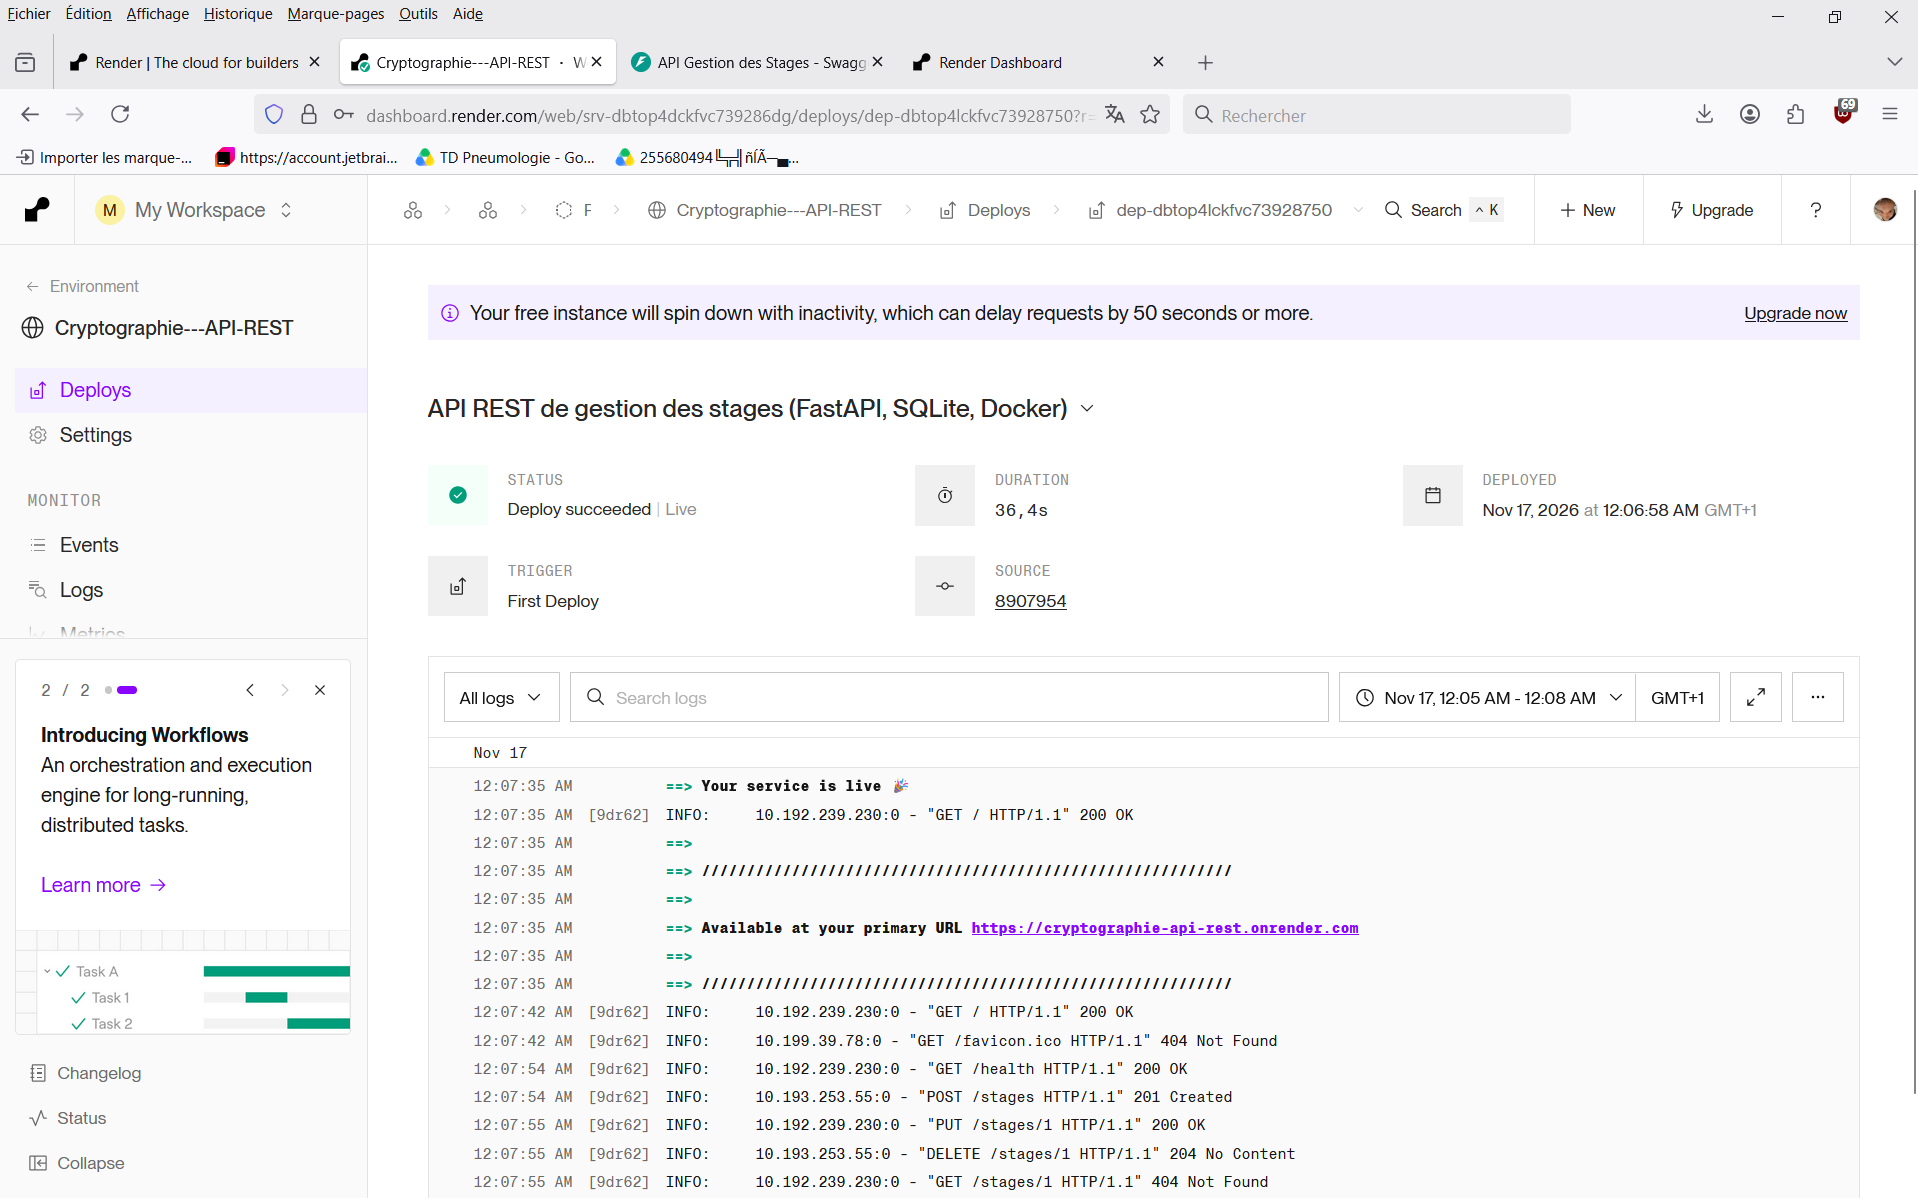 Fichier Édition Affichage Historique Marque-pages Outils Aide
Render | The cloud for builders
Cryptographie---API-REST · W
API Gestion des Stages - Swagg
Render Dashboard
dashboard.render.com/web/srv-dbtop4dckfvc739286dg/deploys/dep-dbtop4lckfvc73928750?r=
Rechercher
69
Importer les marque-...
https://account.jetbrai...
TD Pneumologie - Go...
My Workspace
M
F
Cryptographie---API-REST
Deploys
dep-dbtop4lckfvc73928750
Search ^ K
+ New
Upgrade
?
← Environment
Cryptographie---API-REST
Deploys
Settings
MONITOR
Events
Logs
Metrics
2 / 2
Introducing Workflows
An orchestration and execution
engine for long-running,
distributed tasks.
Learn more →
Task A
Task 1
Task 2
Changelog
Status
Collapse
Your free instance will spin down with inactivity, which can delay requests by 50 seconds or more.
Upgrade now
API REST de gestion des stages (FastAPI, SQLite, Docker)
STATUS
Deploy succeeded | Live
DURATION
36,4s
DEPLOYED
Nov 17, 2026 at 12:06:58 AM GMT+1
TRIGGER
First Deploy
SOURCE
8907954
All logs
Search logs
Nov 17, 12:05 AM - 12:08 AM
GMT+1
...
Nov 17
12:07:35 AM ==> Your service is live 🎉
12:07:35 AM [9dr62] INFO: 10.192.239.230:0 - "GET / HTTP/1.1" 200 OK
12:07:35 AM ==>
12:07:35 AM ==> ///////////////////////////////////////////////////////////
12:07:35 AM ==>
12:07:35 AM ==> Available at your primary URL https://cryptographie-api-rest.onrender.com
12:07:35 AM ==>
12:07:35 AM ==> ///////////////////////////////////////////////////////////
12:07:42 AM [9dr62] INFO: 10.192.239.230:0 - "GET / HTTP/1.1" 200 OK
12:07:42 AM [9dr62] INFO: 10.199.39.78:0 - "GET /favicon.ico HTTP/1.1" 404 Not Found
12:07:54 AM [9dr62] INFO: 10.192.239.230:0 - "GET /health HTTP/1.1" 200 OK
12:07:54 AM [9dr62] INFO: 10.193.253.55:0 - "POST /stages HTTP/1.1" 201 Created
12:07:55 AM [9dr62] INFO: 10.192.239.230:0 - "PUT /stages/1 HTTP/1.1" 200 OK
12:07:55 AM [9dr62] INFO: 10.193.253.55:0 - "DELETE /stages/1 HTTP/1.1" 204 No Content
12:07:55 AM [9dr62] INFO: 10.192.239.230:0 - "GET /stages/1 HTTP/1.1" 404 Not Found